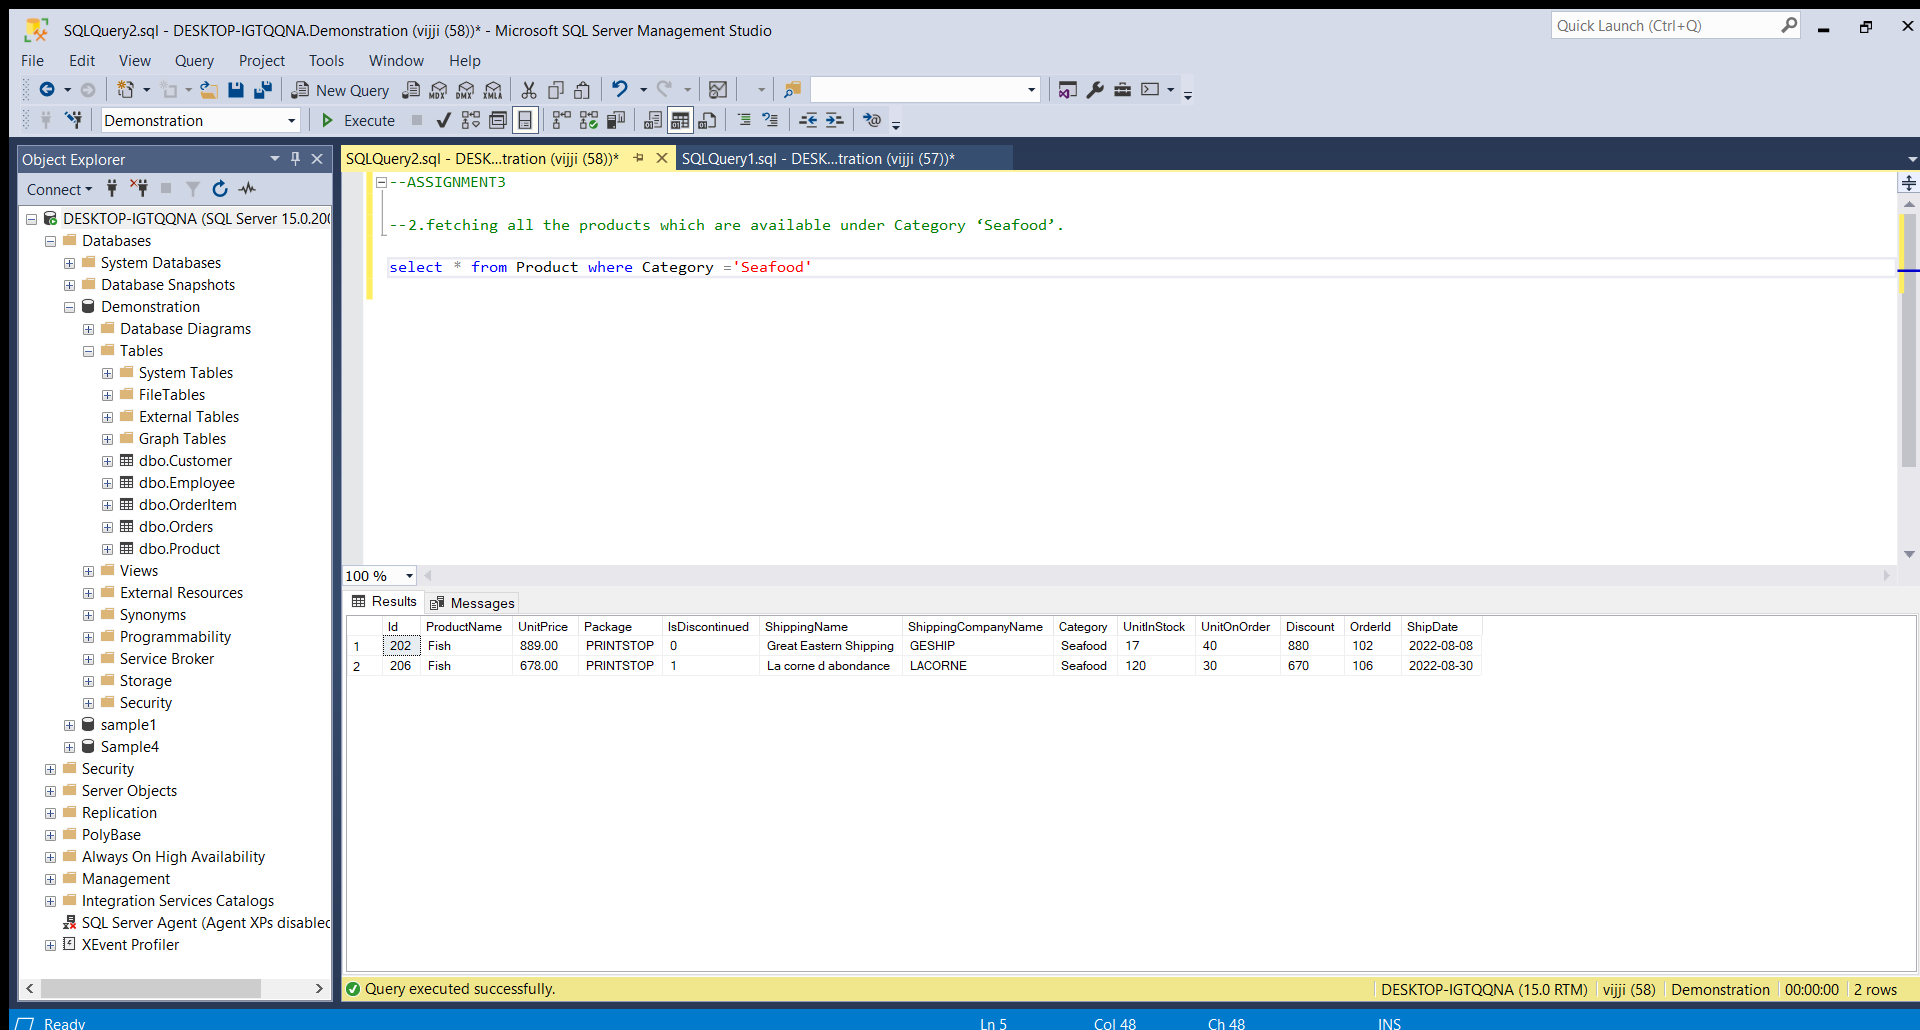 SQLQuery2.sql - DESKTOP-IGTQQNA.Demonstration (vijji (58))* - Microsoft SQL Server Management Studio
Quick Launch (Ctrl+Q)
File Edit View Query Project Tools Window Help
New Query
MDX DMX XMLA
Demonstration
Execute
Object Explorer
Connect
DESKTOP-IGTQQNA (SQL Server 15.0.200
Databases
System Databases
Database Snapshots
Demonstration
Database Diagrams
Tables
System Tables
FileTables
External Tables
Graph Tables
dbo.Customer
dbo.Employee
dbo.OrderItem
dbo.Orders
dbo.Product
Views
External Resources
Synonyms
Programmability
Service Broker
Storage
Security
sample1
Sample4
Security
Server Objects
Replication
PolyBase
Always On High Availability
Management
Integration Services Catalogs
SQL Server Agent (Agent XPs disabled
XEvent Profiler
SQLQuery2.sql - DESK...tration (vijji (58))*
SQLQuery1.sql - DESK...tration (vijji (57))*
--ASSIGNMENT3
--2.fetching all the products which are available under Category ‘Seafood’.
select * from Product where Category ='Seafood'
100 %
Results Messages
Id ProductName UnitPrice Package IsDiscontinued ShippingName ShippingCompanyName Category UnitInStock UnitOnOrder Discount OrderId ShipDate
1 202 Fish 889.00 PRINTSTOP 0 Great Eastern Shipping GESHIP Seafood 17 40 880 102 2022-08-08
2 206 Fish 678.00 PRINTSTOP 1 La corne d abondance LACORNE Seafood 120 30 670 106 2022-08-30
Query executed successfully.
DESKTOP-IGTQQNA (15.0 RTM) vijji (58) Demonstration 00:00:00 2 rows
Ready Ln 5 Col 48 Ch 48 INS